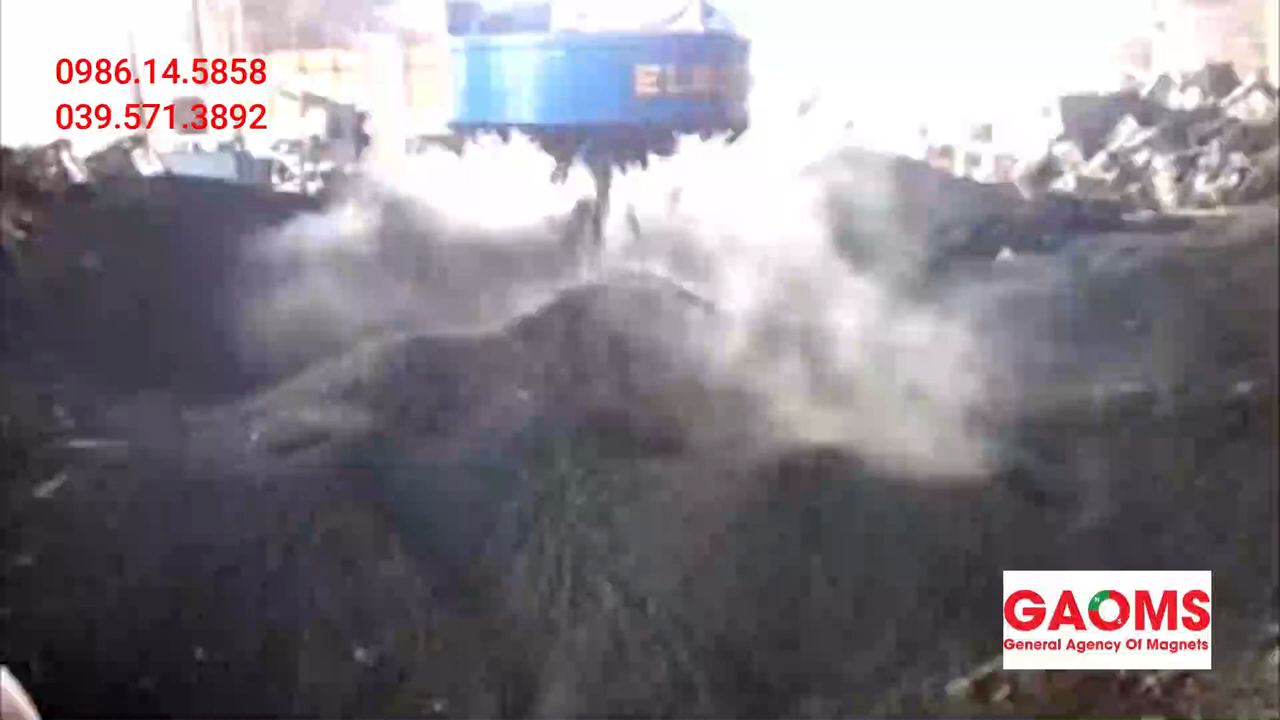 0986.14.5858
039.571.3892
GAOMS
General Agency Of Magnets